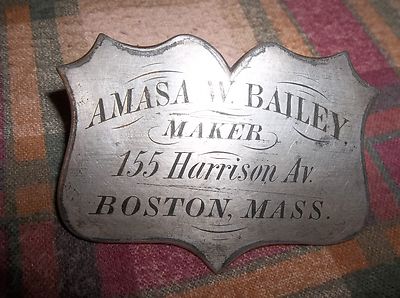 AMASA W. BAILEY,
MAKER
155 Harrison Av.
BOSTON, MASS.